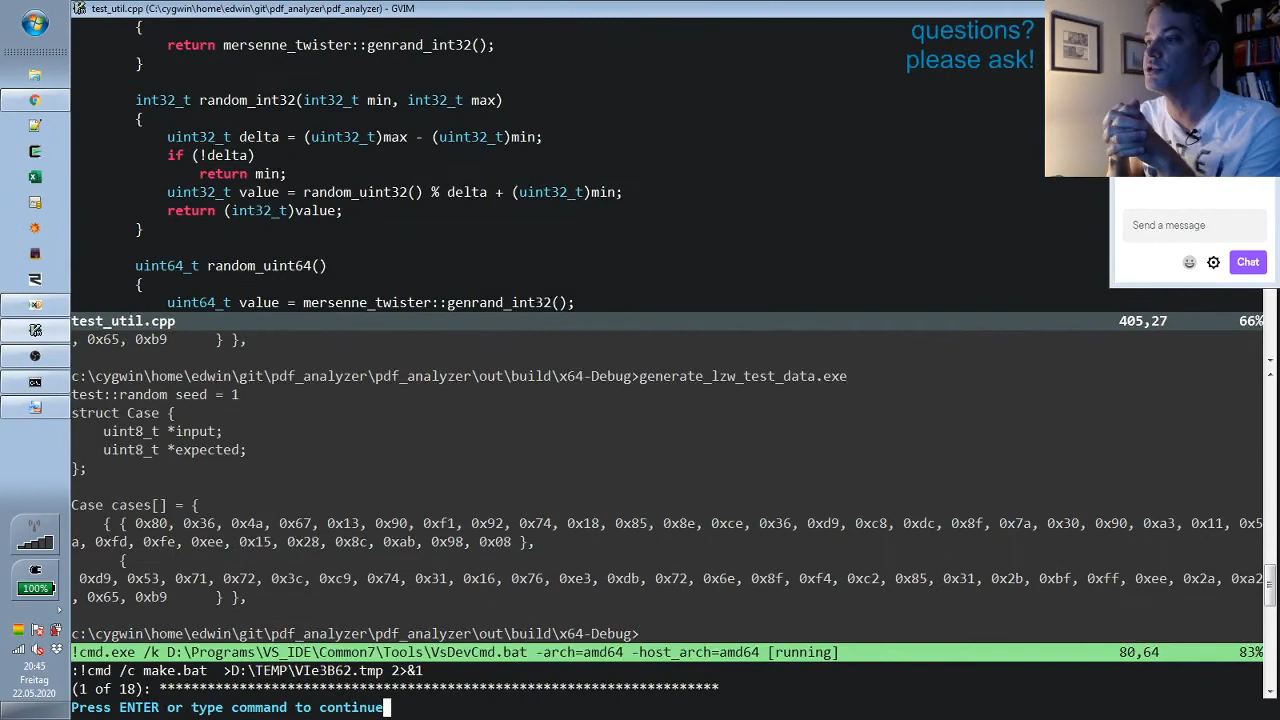 test_util.cpp (C:\cygwin\home\edwin\git\pdf_analyzer\pdf_analyzer) - GVIM
{
return mersenne_twister::genrand_int32();
}
int32_t random_int32(int32_t min, int32_t max)
{
uint32_t delta = (uint32_t)max - (uint32_t)min;
if (!delta)
return min;
uint32_t value = random_uint32() % delta + (uint32_t)min;
return (int32_t)value;
}
uint64_t random_uint64()
{
uint64_t value = mersenne_twister::genrand_int32();
test_util.cpp 405,27 66%
, 0x65, 0xb9 } },
c:\cygwin\home\edwin\git\pdf_analyzer\pdf_analyzer\out\build\x64-Debug>generate_lzw_test_data.exe
test::random seed = 1
struct Case {
uint8_t *input;
uint8_t *expected;
};
Case cases[] = {
{ { 0x80, 0x36, 0x4a, 0x67, 0x13, 0x90, 0xf1, 0x92, 0x74, 0x18, 0x85, 0x8e, 0xce, 0x36, 0xd9, 0xc8, 0xdc, 0x8f, 0x7a, 0x30, 0x90, 0xa3, 0x11, 0x5
a, 0xfd, 0xfe, 0xee, 0x15, 0x28, 0x8c, 0xab, 0x98, 0x08 },
{
0xd9, 0x53, 0x71, 0x72, 0x3c, 0xc9, 0x74, 0x31, 0x16, 0x76, 0xe3, 0xdb, 0x72, 0x6e, 0x8f, 0xf4, 0xc2, 0x85, 0x31, 0x2b, 0xbf, 0xff, 0xee, 0x2a, 0xa2
, 0x65, 0xb9 } },
c:\cygwin\home\edwin\git\pdf_analyzer\pdf_analyzer\out\build\x64-Debug>
!cmd.exe /k D:\Programs\VS_IDE\Common7\Tools\VsDevCmd.bat -arch=amd64 -host_arch=amd64 [running] 80,64 83%
:!cmd /c make.bat >D:\TEMP\VIe3B62.tmp 2>&1
(1 of 18): **********************************************************************
Press ENTER or type command to continue
questions?
please ask!
Send a message
Chat
100%
20:45
Freitag
22.05.2020